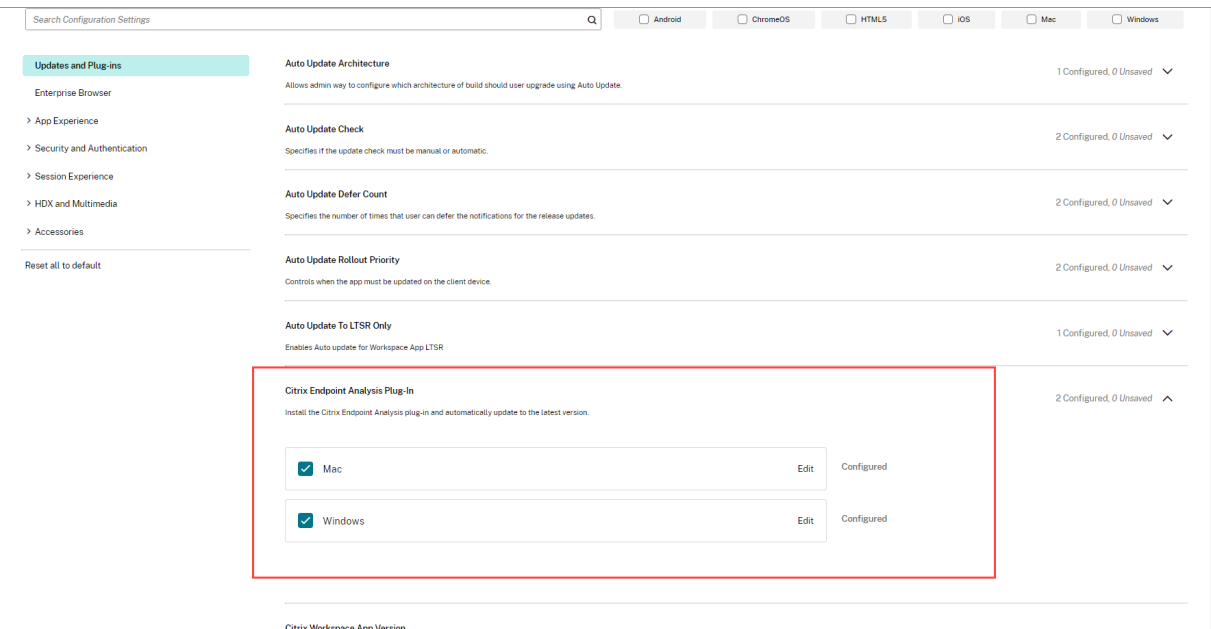 Search Configuration Settings
Android
ChromeOS
HTML5
iOS
Mac
Windows
Updates and Plug-ins
Enterprise Browser
App Experience
Security and Authentication
Session Experience
HDX and Multimedia
Accessories
Reset all to default
Auto Update Architecture
1 Configured, 0 Unsaved
Allows admin way to configure which architecture of build should user upgrade using Auto Update.
Auto Update Check
2 Configured, 0 Unsaved
Specifies if the update check must be manual or automatic.
Auto Update Defer Count
2 Configured, 0 Unsaved
Specifies the number of times that user can defer the notifications for the release updates.
Auto Update Rollout Priority
2 Configured, 0 Unsaved
Controls when the app must be updated on the client device.
Auto Update To LTSR Only
1 Configured, 0 Unsaved
Enables Auto update for Workspace App LTSR
Citrix Endpoint Analysis Plug-In
2 Configured, 0 Unsaved
Install the Citrix Endpoint Analysis plug-in and automatically update to the latest version.
Mac
Edit
Configured
Windows
Edit
Configured
Citrix Workspace App Version